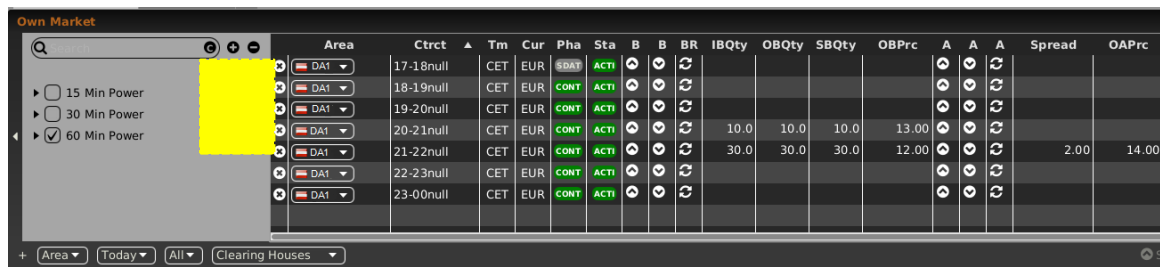 Own Market
Search
15 Min Power
30 Min Power
60 Min Power
Area Ctrct Tm Cur Pha Sta B B BR IBQty OBQty SBQty OBPrc A A A Spread OAPrc
DA1 17-18null CET EUR SDAT ACTI
DA1 18-19null CET EUR CONT ACTI
DA1 19-20null CET EUR CONT ACTI
DA1 20-21null CET EUR CONT ACTI 10.0 10.0 10.0 13.00
DA1 21-22null CET EUR CONT ACTI 30.0 30.0 30.0 12.00 2.00 14.00
DA1 22-23null CET EUR CONT ACTI
DA1 23-00null CET EUR CONT ACTI
+ Area Today All Clearing Houses